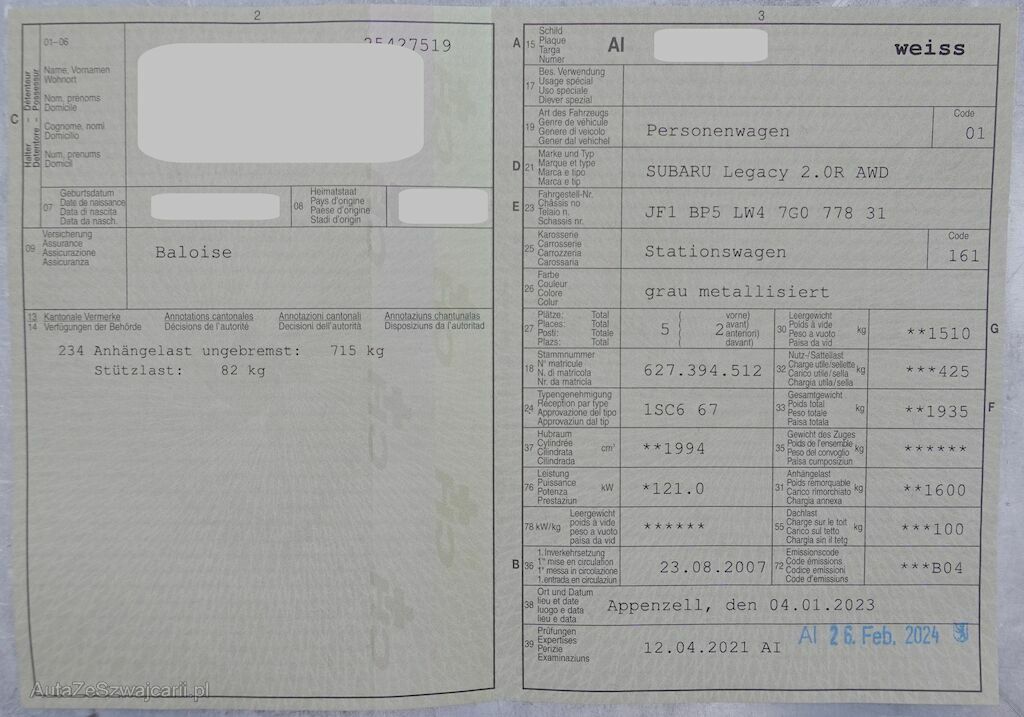 2
01-06
25427519
C
Halter Détenteur
Detentore Possessur
Name, Vornamen
Wohnort
Nom, prénoms
Domicile
Cognome, nomi
Domicilio
Num, prenums
Domicil
07
Geburtsdatum
Date de naissance
Data di nascita
Data da nasch.
08
Heimatstaat
Pays d'origine
Paese d'origine
Stadi d'origin
09
Versicherung
Assurance
Assicurazione
Assicuranza
Baloise
13 Kantonale Vermerke Annotations cantonales Annotazioni cantonali Annotaziuns chantunalas
14 Verfügungen der Behörde Décisions de l'autorité Decisioni dell'autorità Disposiziuns da l'autoritad
234 Anhängelast ungebremst: 715 kg
Stützlast: 82 kg
AutaZeSzwajcarii.pl
3
A 15
Schild
Plaque
Targa
Numer
AI
weiss
17
Bes. Verwendung
Usage spécial
Uso speciale
Diever spezial
19
Art des Fahrzeugs
Genre de véhicule
Genere di veicolo
Gener dal vehichel
Personenwagen
Code
01
D 21
Marke und Typ
Marque et type
Marca e tipo
Marca e tip
SUBARU Legacy 2.0R AWD
E 23
Fahrgestell-Nr.
Châssis no
Telaio n.
Schassis nr.
JF1 BP5 LW4 7G0 778 31
25
Karosserie
Carrosserie
Carrozzeria
Carossaria
Stationswagen
Code
161
26
Farbe
Couleur
Colore
Colur
grau metallisiert
27
Plätze: Total
Places: Total
Posti: Totale
Plazs: Total
5 ( 2
vorne)
avant)
anteriori)
davant)
30
Leergewicht
Poids à vide
Peso a vuoto
Paisa da vid
kg
**1510
G
18
Stammnummer
N° matricule
N. di matricola
Nr. da matricla
627.394.512
32
Nutz-/Sattellast
Charge utile/sellette
Carico utile/sella
Chargia utila/sella
kg
***425
24
Typengenehmigung
Réception par type
Approvazione del tipo
Approvaziun dal tip
1SC6 67
33
Gesamtgewicht
Poids total
Peso totale
Paisa totala
kg
**1935
F
37
Hubraum
Cylindrée
Cilindrata
Cilindrada
cm³
**1994
35
Gewicht des Zuges
Poids de l'ensemble
Peso del convoglio
Paisa cumposiziun
kg
******
76
Leistung
Puissance
Potenza
Prestaziun
kW
*121.0
31
Anhängelast
Poids remorquable
Carico rimorchiato
Chargia annexa
kg
**1600
78 kW/kg
Leergewicht
poids à vide
peso a vuoto
paisa da vid
******
55
Dachlast
Charge sur le toit
Carico sul tetto
Chargia sin il tetg
kg
***100
B 36
1. Inverkehrsetzung
1re mise en circulation
1a messa in circolazione
1. entrada en circulaziun
23.08.2007
72
Emissionscode
Code émissions
Codice emissioni
Code d'emissiuns
***B04
38
Ort und Datum
lieu et date
luogo e data
lieu e data
Appenzell, den 04.01.2023
39
Prüfungen
Expertises
Perizie
Examinaziuns
12.04.2021 AI
AI 26. Feb. 2024